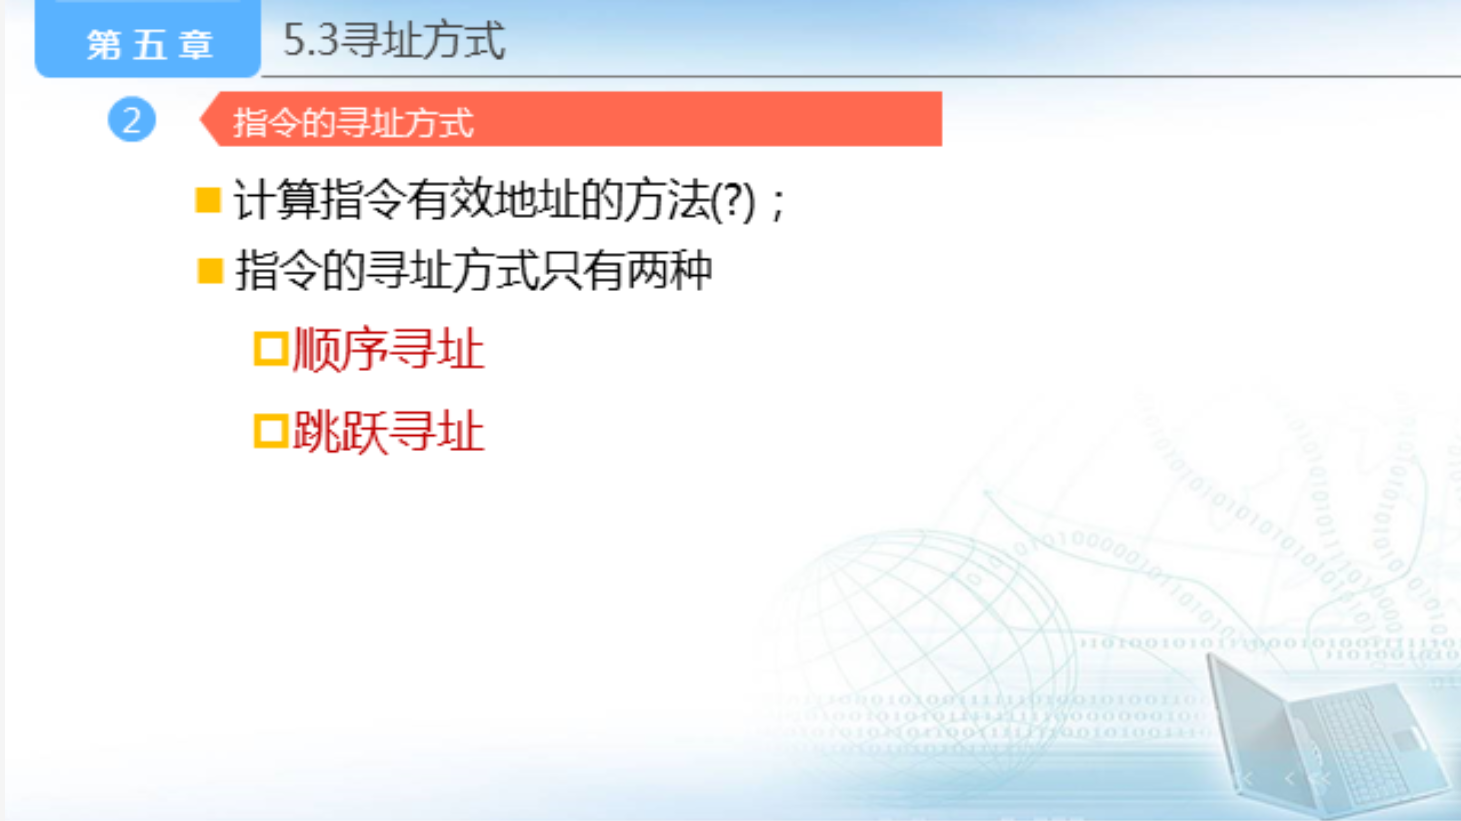 第五章
5.3寻址方式
2
指令的寻址方式
计算指令有效地址的方法(?)；
指令的寻址方式只有两种
顺序寻址
跳跃寻址